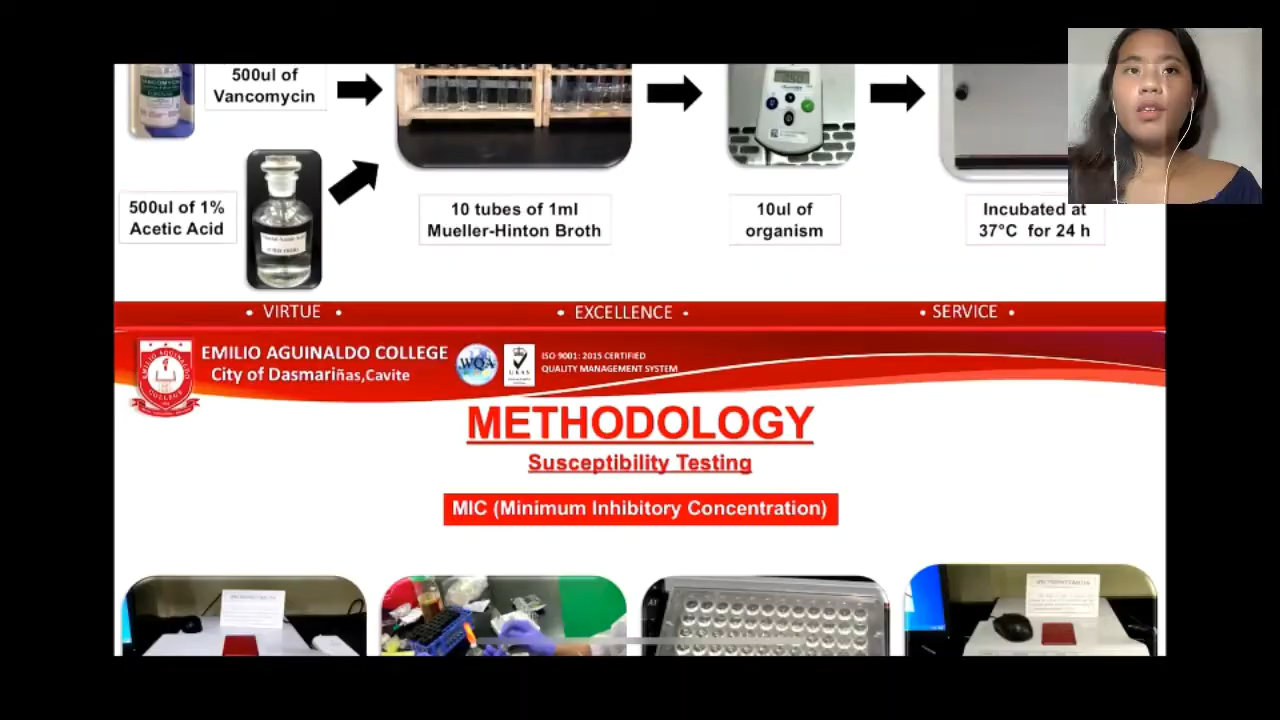 500ul of
Vancomycin
500ul of 1%
Acetic Acid
10 tubes of 1ml
Mueller-Hinton Broth
10ul of
organism
Incubated at
37°C for 24 h
• VIRTUE •
• EXCELLENCE •
• SERVICE •
EMILIO AGUINALDO COLLEGE
City of Dasmariñas,Cavite
WQA
UKAS
ISO 9001: 2015 CERTIFIED
QUALITY MANAGEMENT SYSTEM
METHODOLOGY
Susceptibility Testing
MIC (Minimum Inhibitory Concentration)